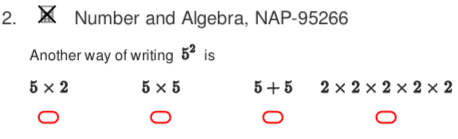 2. Number and Algebra, NAP-95266
Another way of writing 5² is
5 × 2 5 × 5 5 + 5 2 × 2 × 2 × 2 × 2